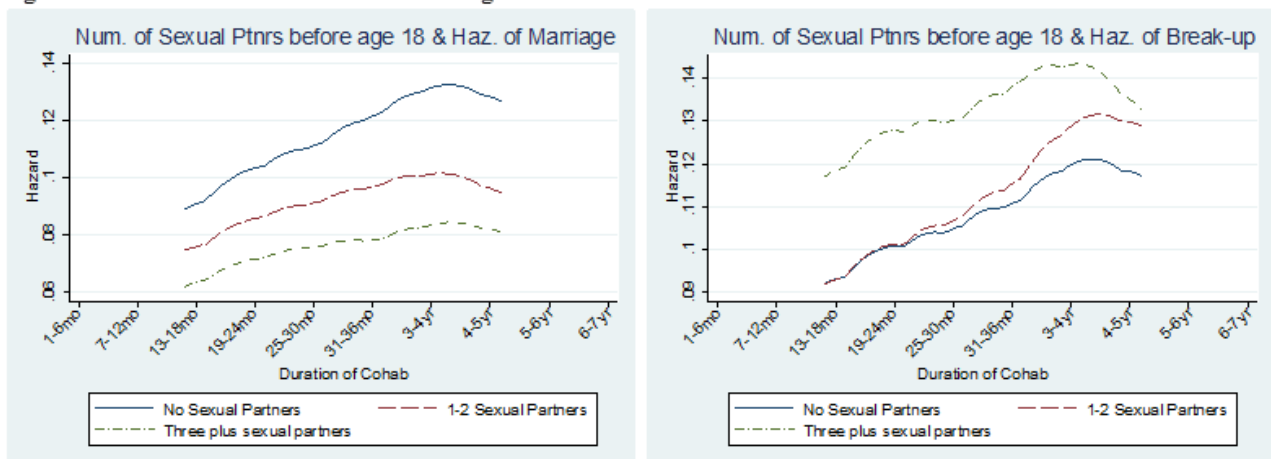 Num. of Sexual Ptnrs before age 18 & Haz. of Marriage
.14
.12
.1
.08
.06
Hazard
1-6mo
7-12mo
13-18mo
19-24mo
25-30mo
31-36mo
3-4yr
4-5yr
5-6yr
6-7yr
Duration of Cohab
No Sexual Partners
1-2 Sexual Partners
Three plus sexual partners
Num. of Sexual Ptnrs before age 18 & Haz. of Break-up
.14
.13
.12
.11
.1
.09
Hazard
1-6mo
7-12mo
13-18mo
19-24mo
25-30mo
31-36mo
3-4yr
4-5yr
5-6yr
6-7yr
Duration of Cohab
No Sexual Partners
1-2 Sexual Partners
Three plus sexual partners